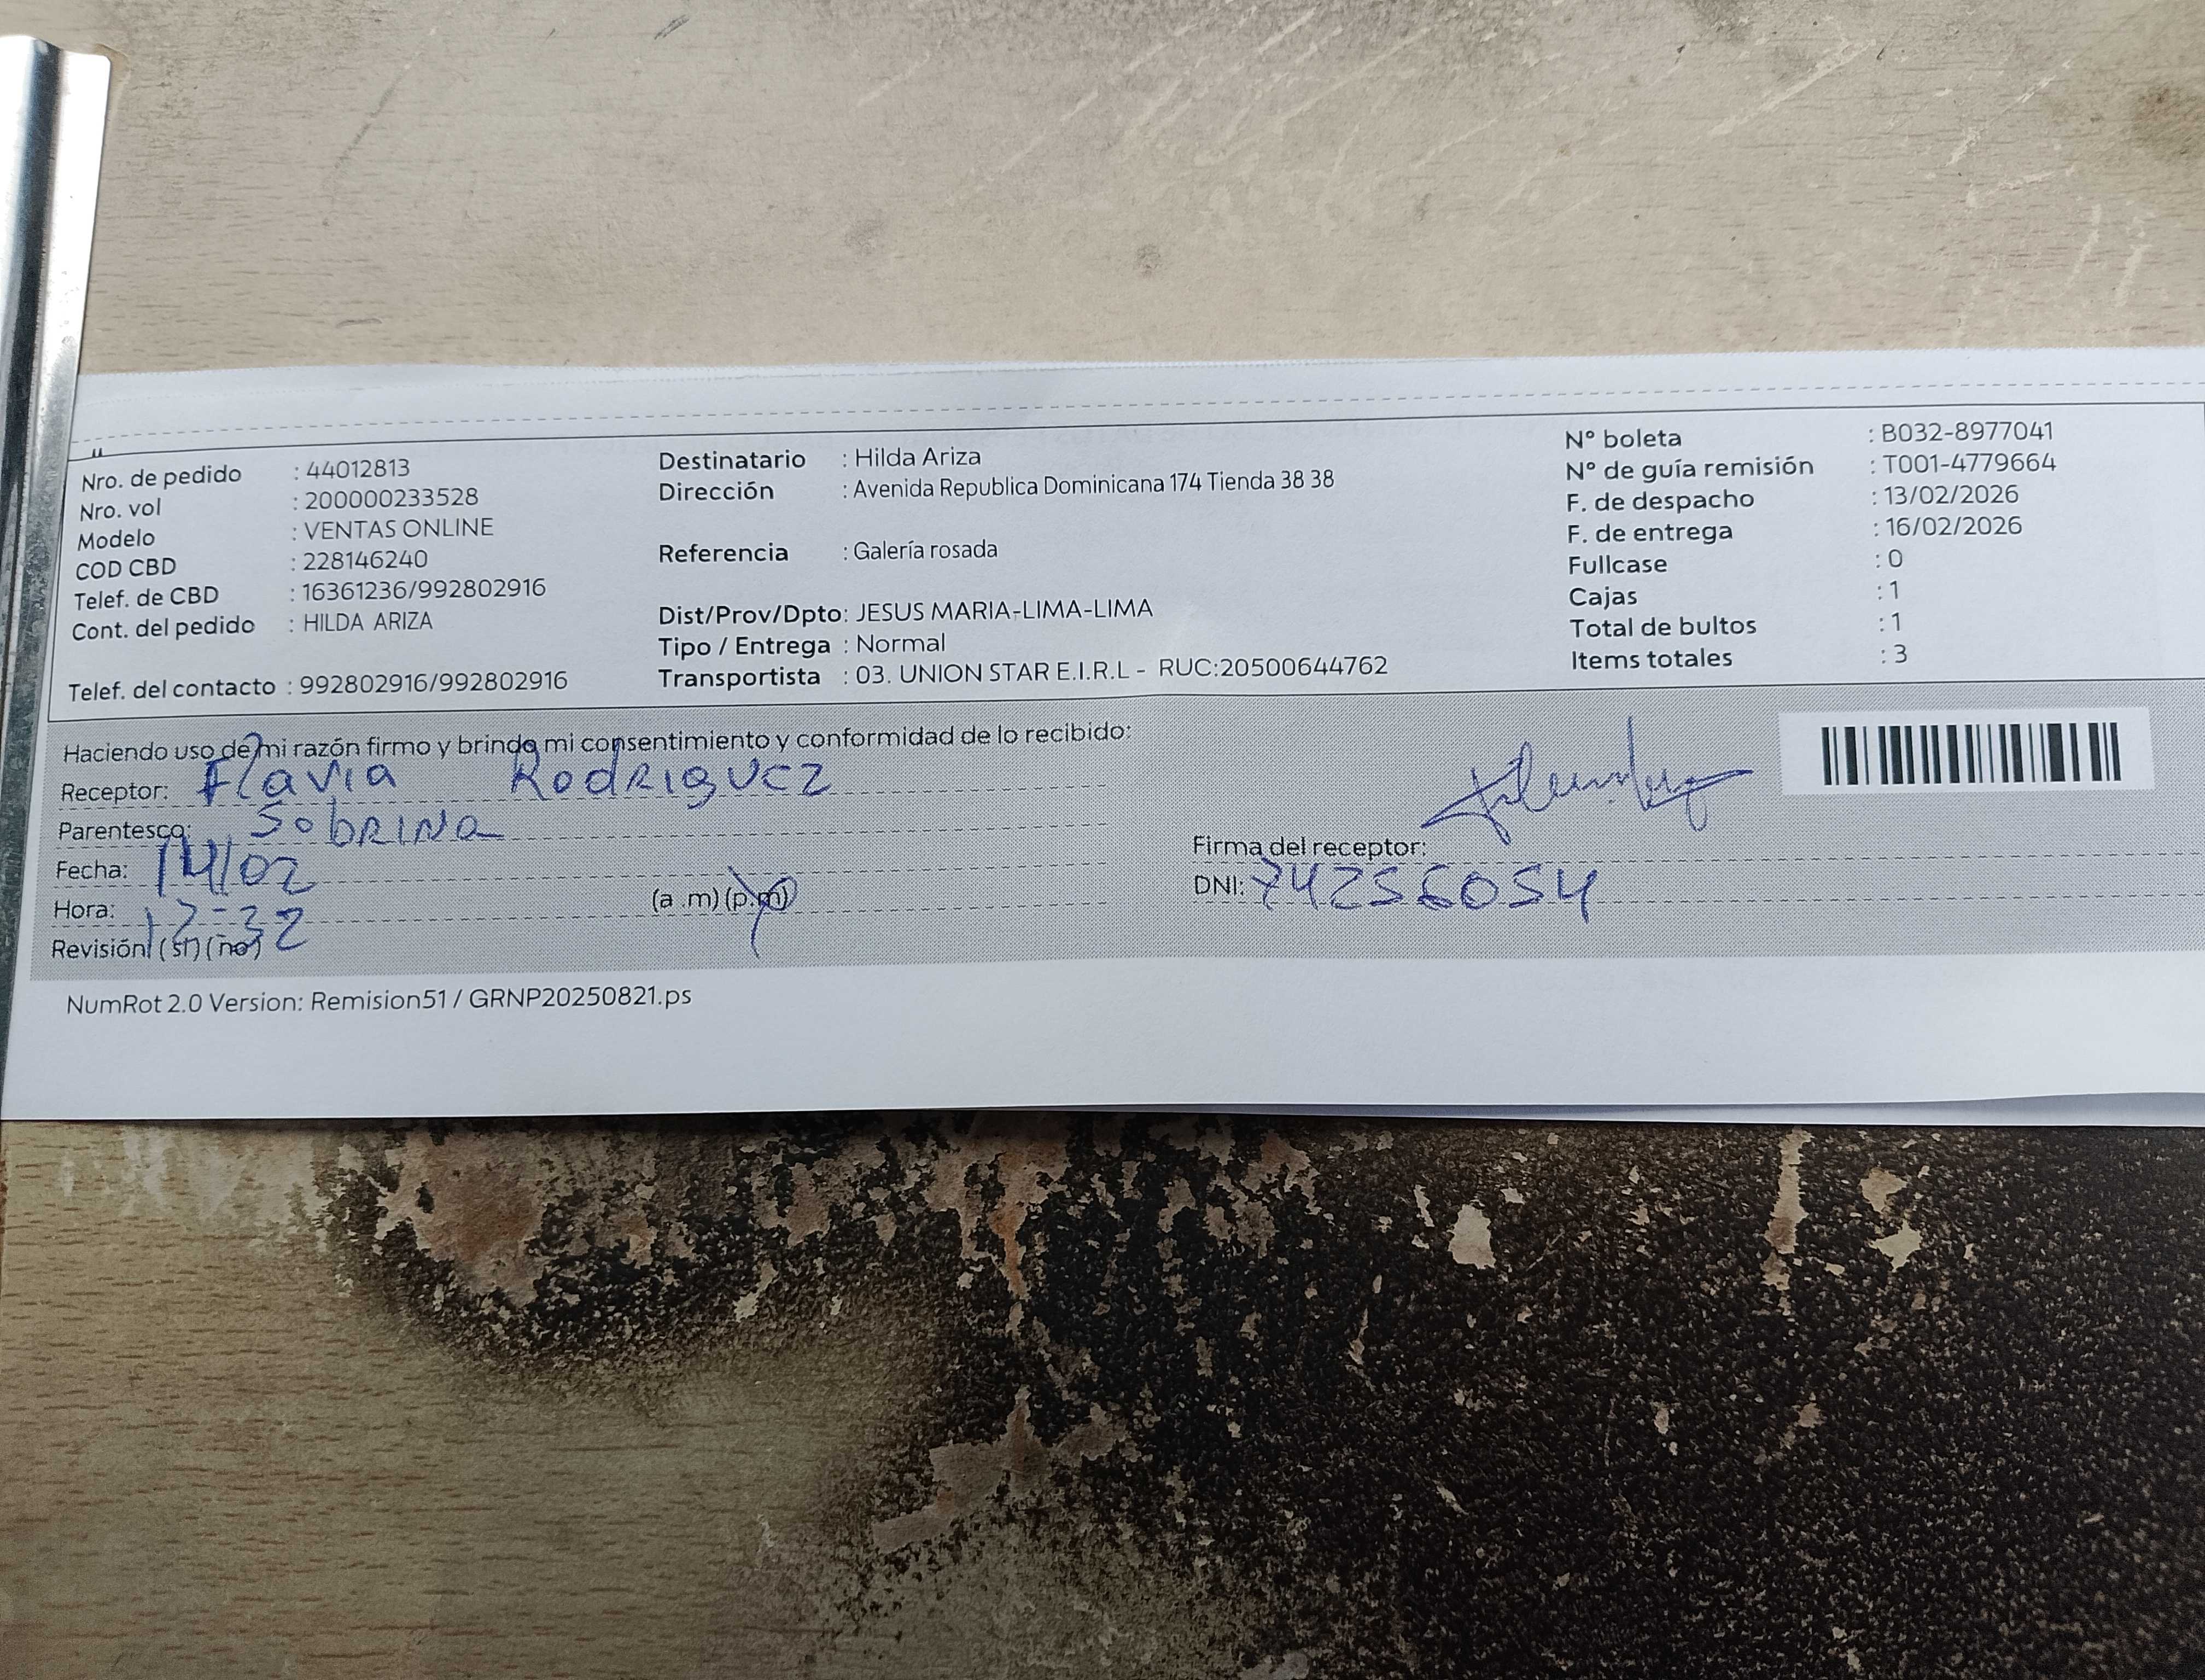 Nro. de pedido : 44012813
Nro. vol : 200000233528
Modelo : VENTAS ONLINE
COD CBD : 228146240
Telef. de CBD : 16361236/992802916
Cont. del pedido : HILDA ARIZA
Telef. del contacto : 992802916/992802916
Destinatario : Hilda Ariza
Dirección : Avenida Republica Dominicana 174 Tienda 38 38
Referencia : Galería rosada
Dist/Prov/Dpto: JESUS MARIA-LIMA-LIMA
Tipo / Entrega : Normal
Transportista : 03. UNION STAR E.I.R.L - RUC:20500644762
N° boleta : B032-8977041
N° de guía remisión : T001-4779664
F. de despacho : 13/02/2026
F. de entrega : 16/02/2026
Fullcase : 0
Cajas : 1
Total de bultos : 1
Items totales : 3
Haciendo uso de mi razón firmo y brindo mi consentimiento y conformidad de lo recibido:
Receptor: Flavia Rodriguez
Parentesco: Sobrina
Fecha: 14/02
Hora: 12-32 (a .m) (p.m)
Revisión (si) (no)
Firma del receptor:
DNI: 74256054
NumRot 2.0 Version: Remision51 / GRNP20250821.ps